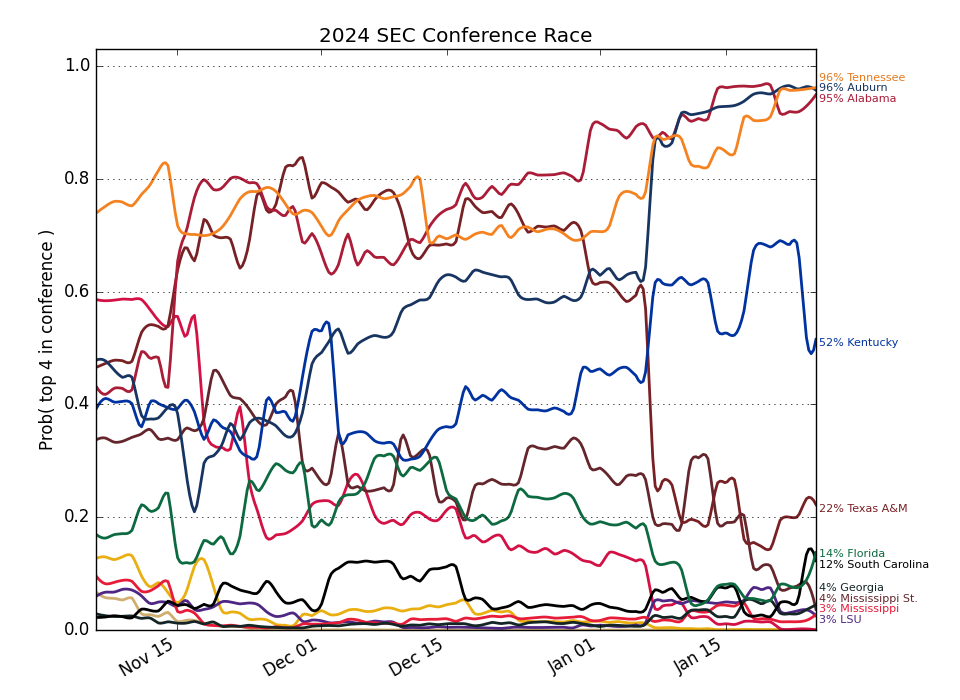 2024 SEC Conference Race
Prob( top 4 in conference )
1.0
0.8
0.6
0.4
0.2
0.0
Nov 15
Dec 01
Dec 15
Jan 01
Jan 15
96% Tennessee
96% Auburn
95% Alabama
52% Kentucky
22% Texas A&M
14% Florida
12% South Carolina
4% Georgia
4% Mississippi St.
3% Mississippi
3% LSU